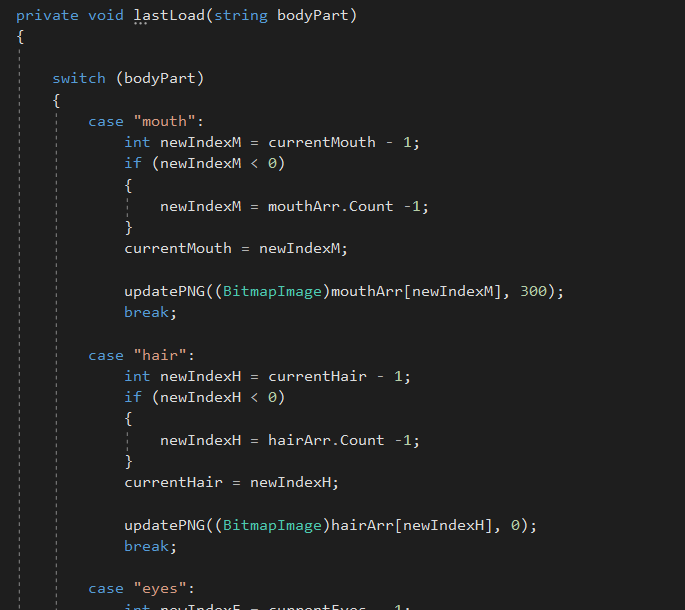 private void lastLoad(string bodyPart)
{
switch (bodyPart)
{
case "mouth":
int newIndexM = currentMouth - 1;
if (newIndexM < 0)
{
newIndexM = mouthArr.Count -1;
}
currentMouth = newIndexM;
updatePNG((BitmapImage)mouthArr[newIndexM], 300);
break;
case "hair":
int newIndexH = currentHair - 1;
if (newIndexH < 0)
{
newIndexH = hairArr.Count -1;
}
currentHair = newIndexH;
updatePNG((BitmapImage)hairArr[newIndexH], 0);
break;
case "eyes":
int newIndexE = currentEyes - 1;